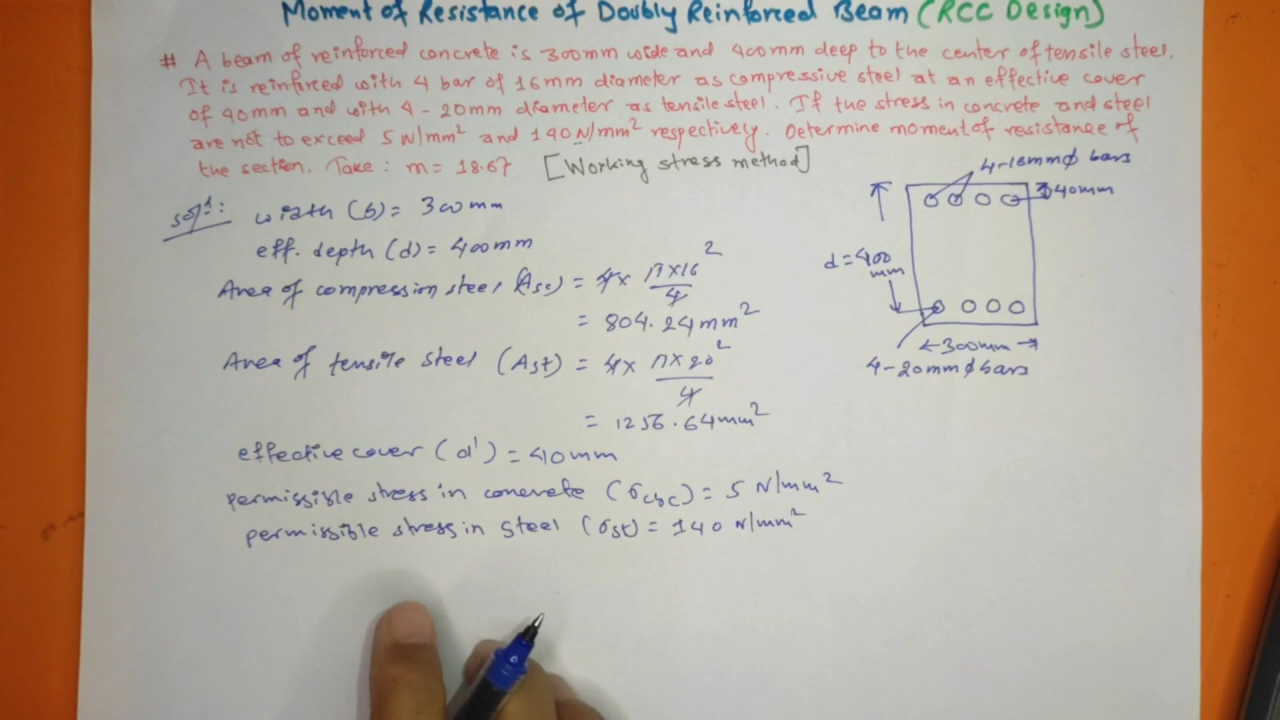 Moment of Resistance of Doubly Reinforced Beam (RCC Design)
# A beam of reinforced concrete is 300mm wide and 400mm deep to the center of tensile steel.
It is reinforced with 4 bar of 16mm diameter as compressive steel at an effective cover
of 40mm and with 4-20mm diameter as tensile steel. If the stress in concrete and steel
are not to exceed 5 N/mm² and 140 N/mm² respectively. Determine moment of resistance of
the section. Take: m = 18.67 [Working stress method]
4-16mmϕ bars
40mm
solⁿ: width (b) = 300 mm
eff. depth (d) = 400mm
d = 400 mm
Area of compression steel (Asc) = 4 × π×16² / 4
= 804.24 mm²
← 300mm →
Area of tensile steel (Ast) = 4 × π×20² / 4
4-20mm ϕ bars
= 1256.64 mm²
effective cover (d') = 40mm
permissible stress in concrete (σcbc) = 5 N/mm²
permissible stress in steel (σst) = 140 N/mm²